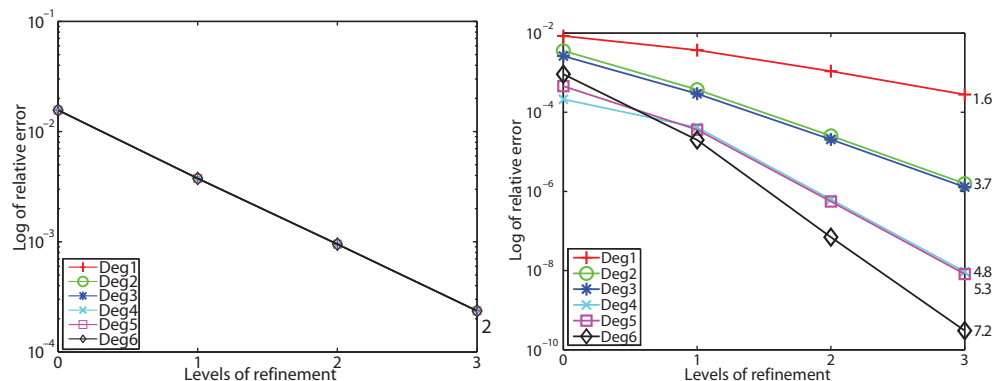 10^-1
10^-2
10^-3
10^-4
Log of relative error
Deg1
Deg2
Deg3
Deg4
Deg5
Deg6
2
0
1
2
3
Levels of refinement
10^-2
10^-4
10^-6
10^-8
10^-10
Log of relative error
1.6
3.7
4.8
5.3
7.2
Deg1
Deg2
Deg3
Deg4
Deg5
Deg6
0
1
2
3
Levels of refinement